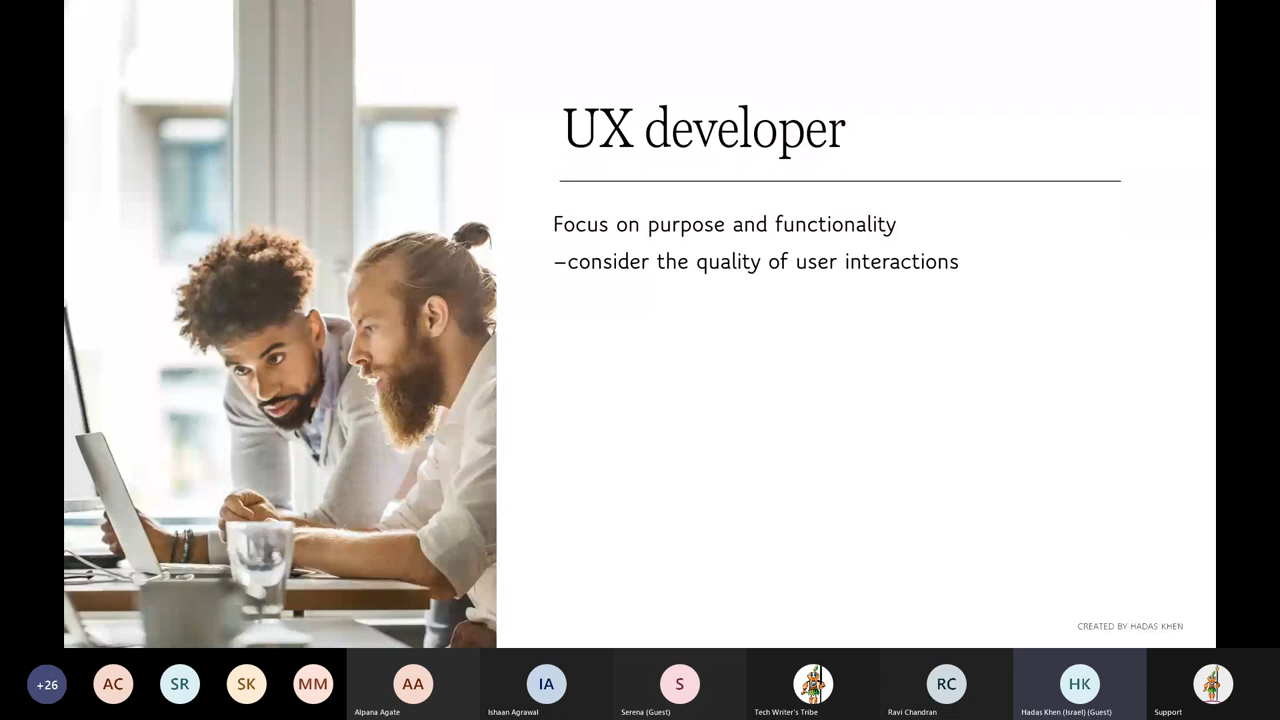 UX developer
Focus on purpose and functionality
–consider the quality of user interactions
CREATED BY HADAS KHEN
+26
AC
SR
SK
MM
AA
IA
S
RC
HK
Alpana Agate
Ishaan Agrawal
Serena (Guest)
Tech Writer's Tribe
Ravi Chandran
Hadas Khen (Israel) (Guest)
Support